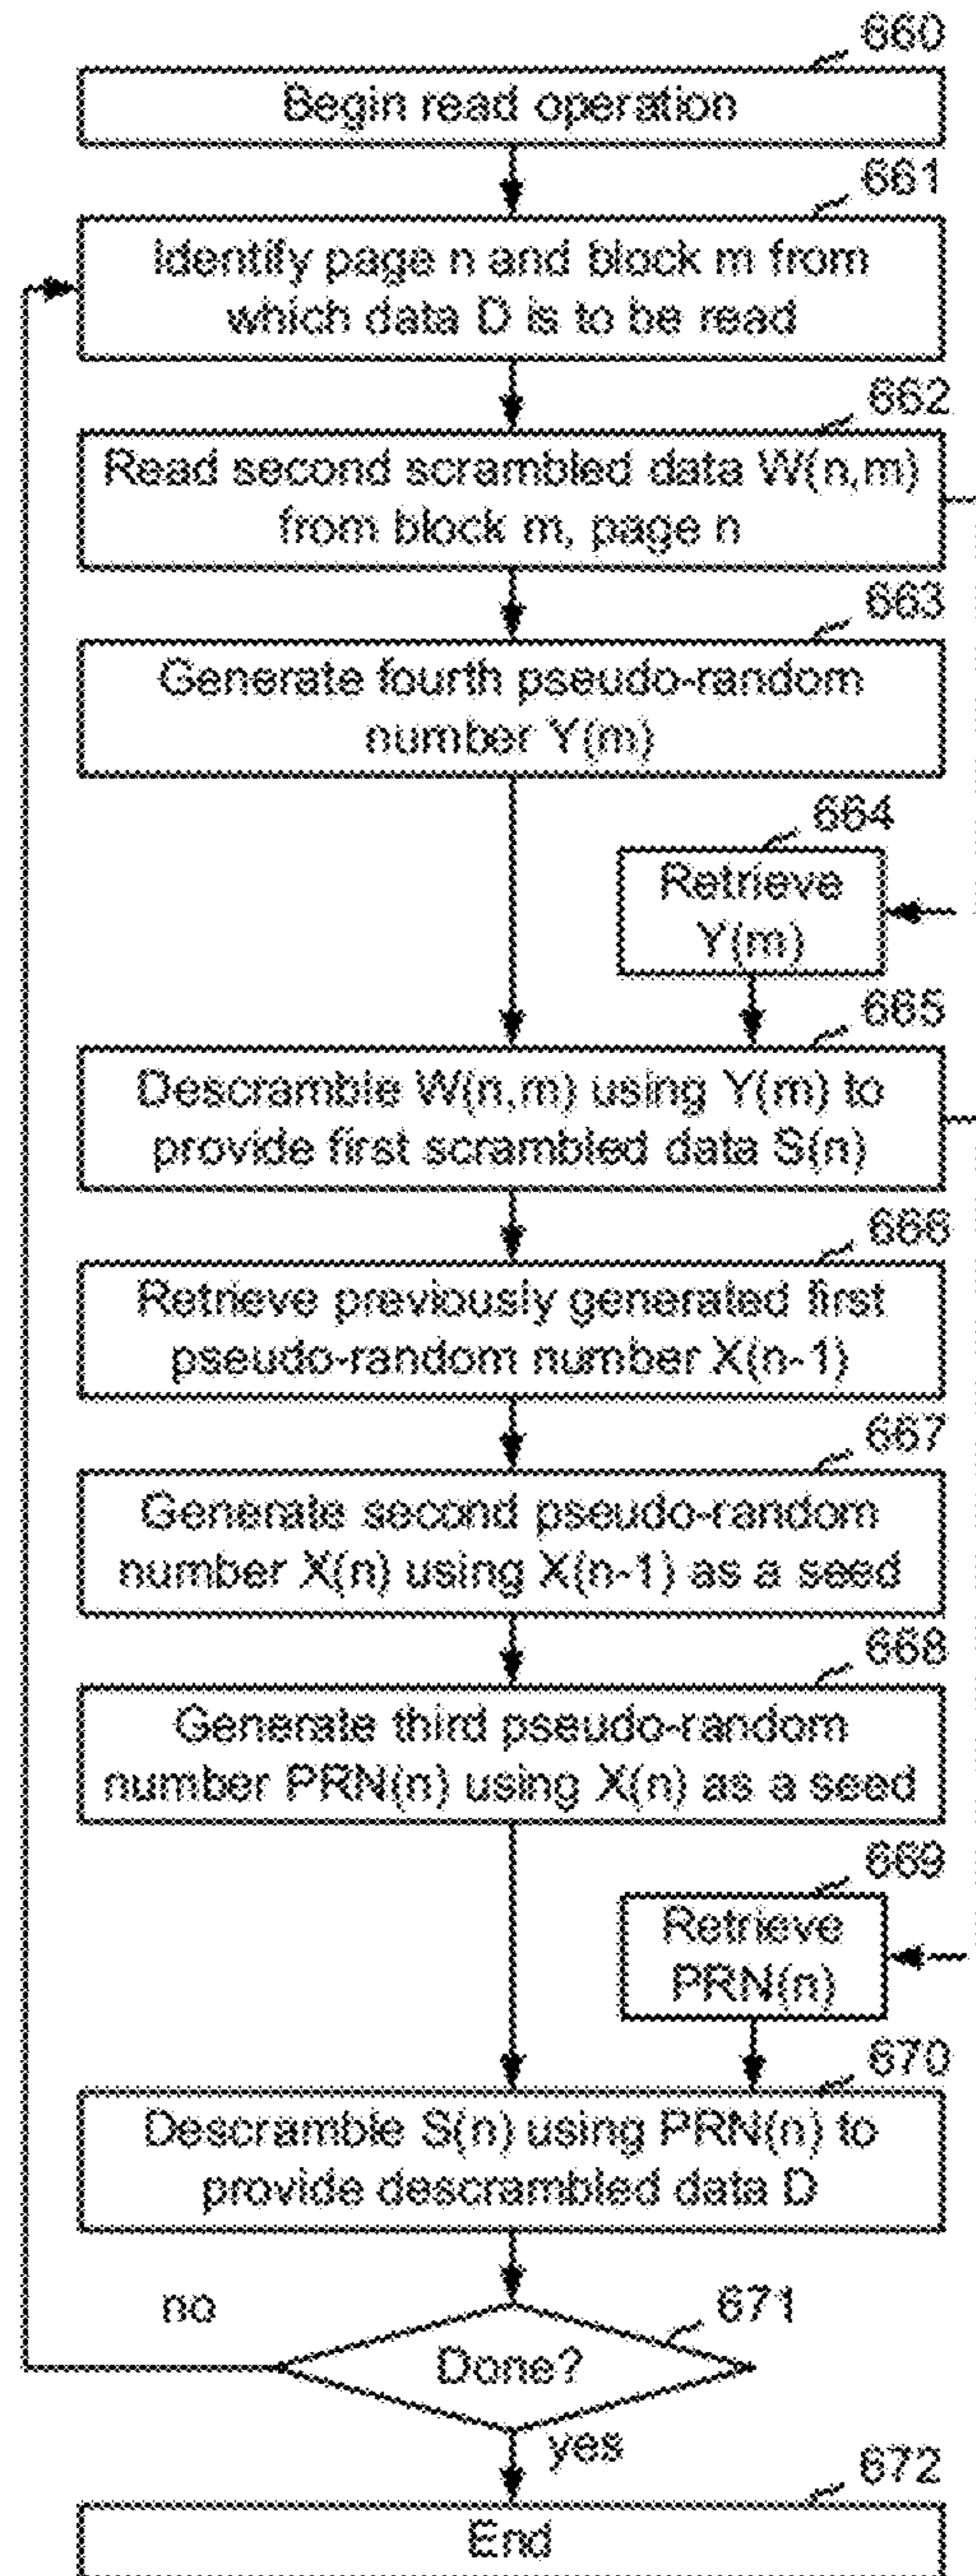 660
Begin read operation
661
Identify page n and block m from
which data D is to be read
662
Read second scrambled data W(n,m)
from block m, page n
663
Generate fourth pseudo-random
number Y(m)
664
Retrieve
Y(m)
665
Descramble W(n,m) using Y(m) to
provide first scrambled data S(n)
666
Retrieve previously generated first
pseudo-random number X(n-1)
667
Generate second pseudo-random
number X(n) using X(n-1) as a seed
668
Generate third pseudo-random
number PRN(n) using X(n) as a seed
669
Retrieve
PRN(n)
670
Descramble S(n) using PRN(n) to
provide descrambled data D
no
671
Done?
yes
672
End